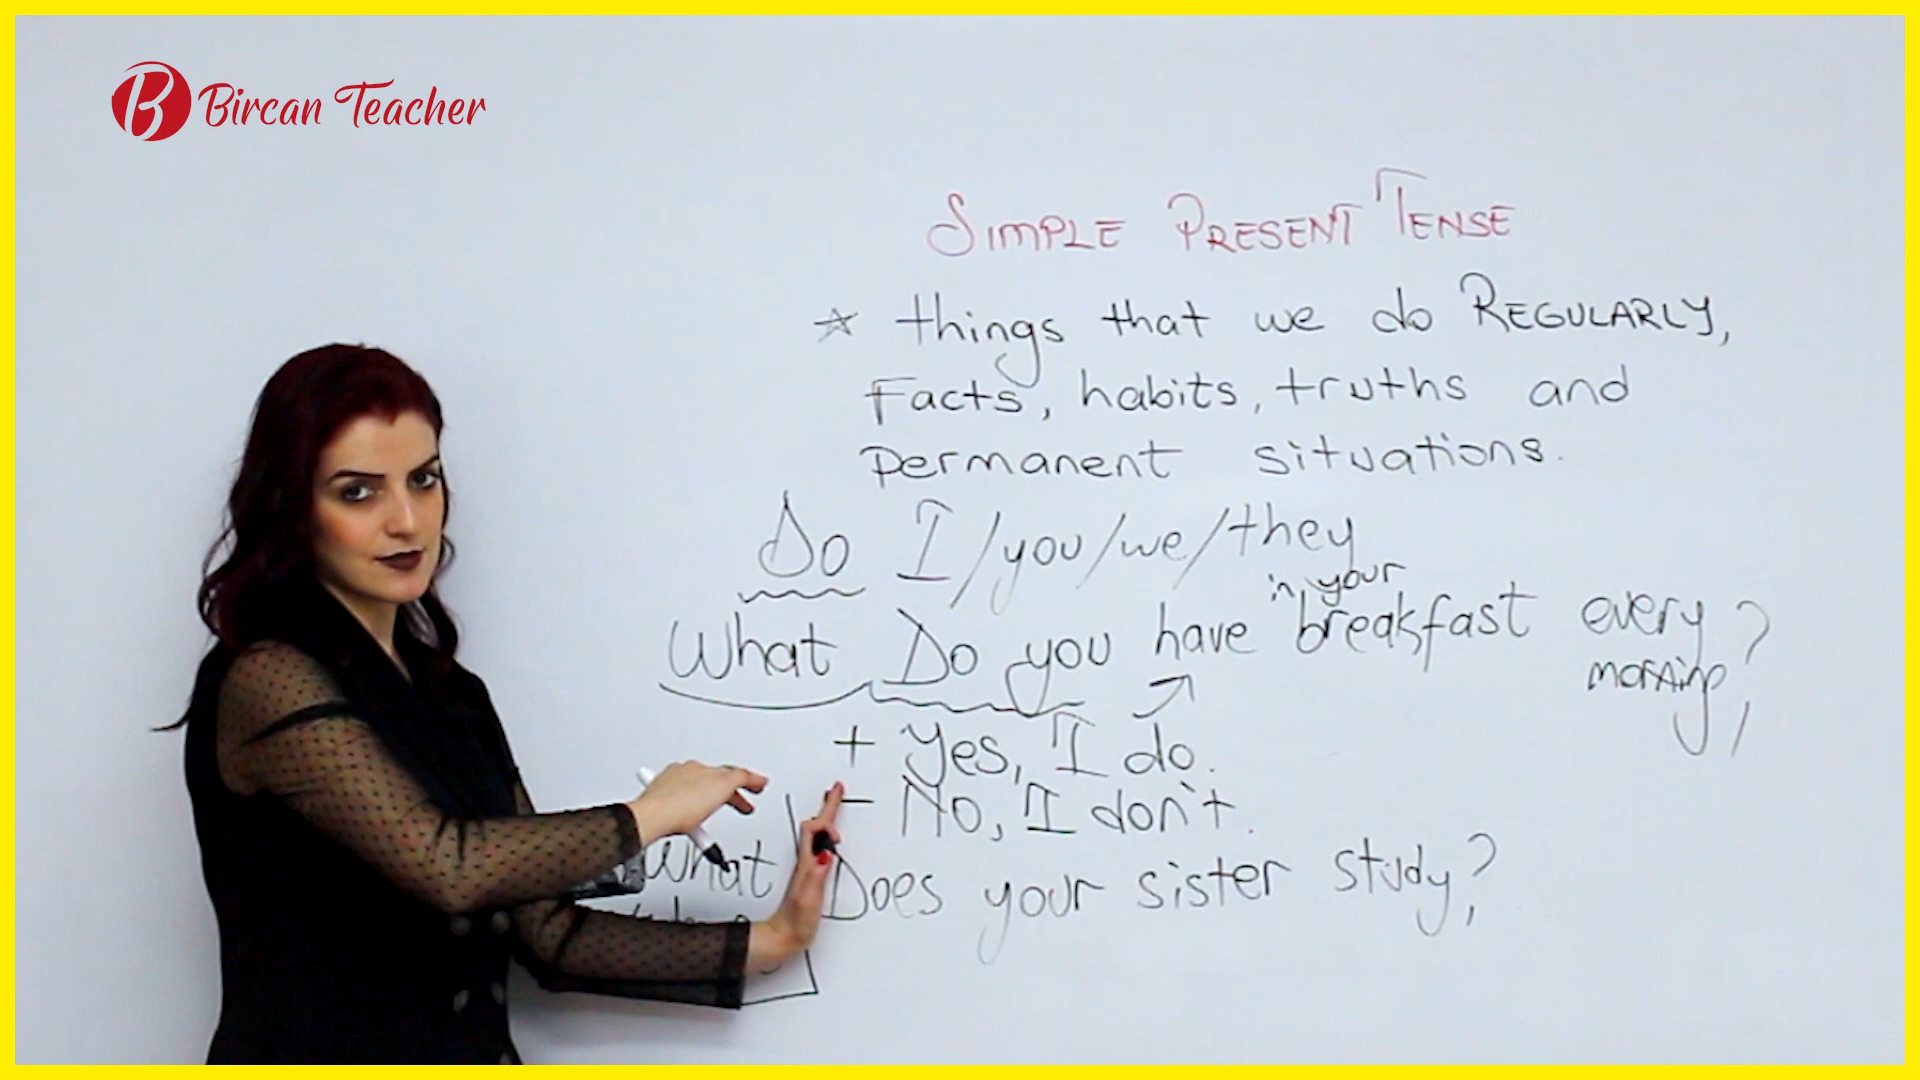 B Bircan Teacher
SIMPLE PRESENT TENSE
☆ things that we do REGULARLY,
Facts, habits, truths and
permanent situations.
Do I/you/we/they
in your
What Do you have breakfast every
morning?
+ Yes, I do.
- No, I don't.
What Does your sister study?